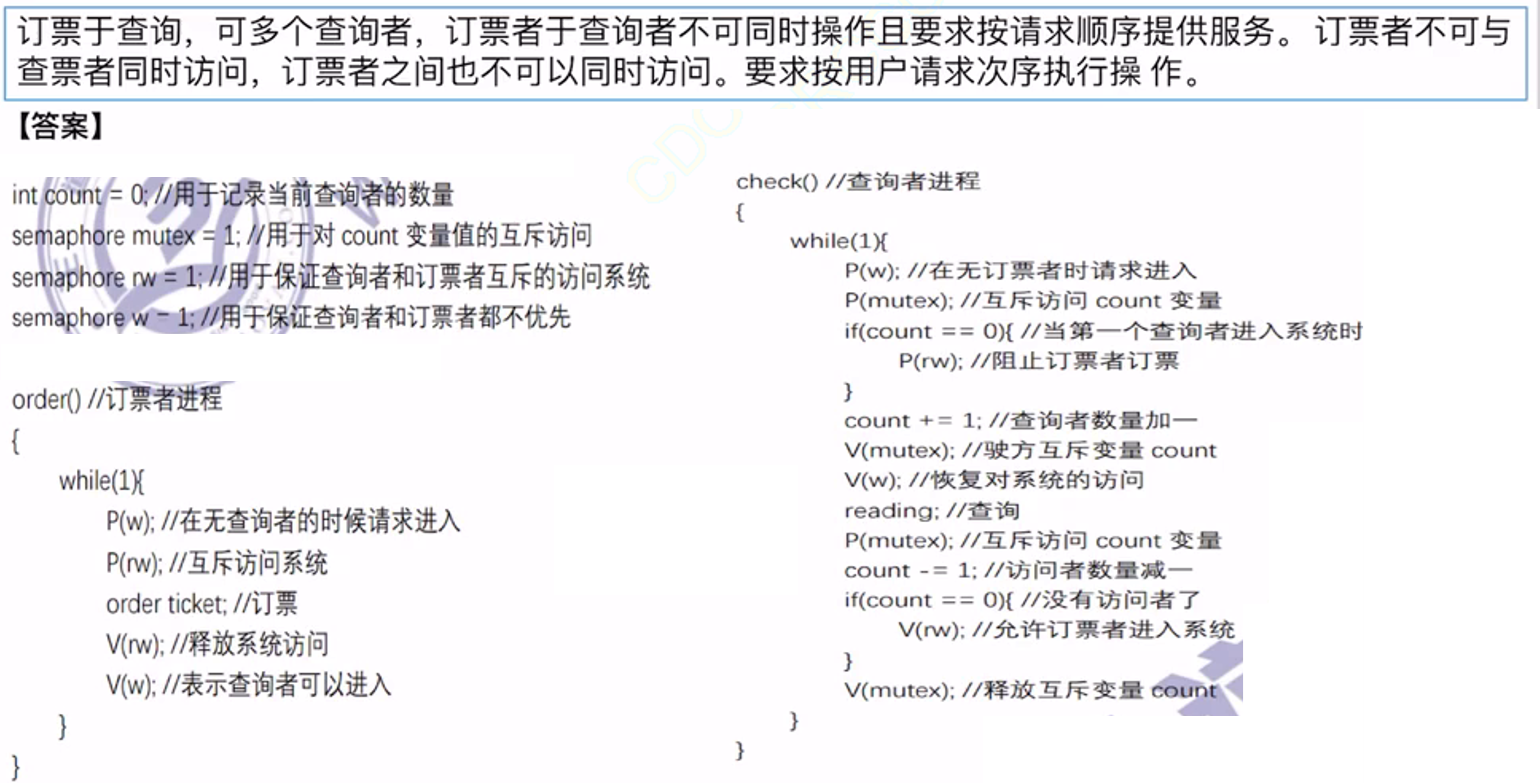 订票于查询，可多个查询者，订票者于查询者不可同时操作且要求按请求顺序提供服务。 订票者不可与
查票者同时访问，订票者之间也不可以同时访问。要求按用户请求次序执行操 作。
【答案】
int count = 0; //用于记录当前查询者的数量
semaphore mutex = 1; //用于对 count 变量值的互斥访问
semaphore rw = 1; //用于保证查询者和订票者互斥的访问系统
semaphore w = 1; //用于保证查询者和订票者都不优先
order() //订票者进程
{
while(1){
P(w); //在无查询者的时候请求进入
P(rw); //互斥访问系统
order ticket; //订票
V(rw); //释放系统访问
V(w); //表示查询者可以进入
}
}
check() //查询者进程
{
while(1){
P(w); //在无订票者时请求进入
P(mutex); //互斥访问 count 变量
if(count == 0){ //当第一个查询者进入系统时
P(rw); //阻止订票者订票
}
count += 1; //查询者数量加一
V(mutex); //驶方互斥变量 count
V(w); //恢复对系统的访问
reading; //查询
P(mutex); //互斥访问 count 变量
count -= 1; //访问者数量减一
if(count == 0){ //没有访问者了
V(rw); //允许订票者进入系统
}
V(mutex); //释放互斥变量 count
}
}